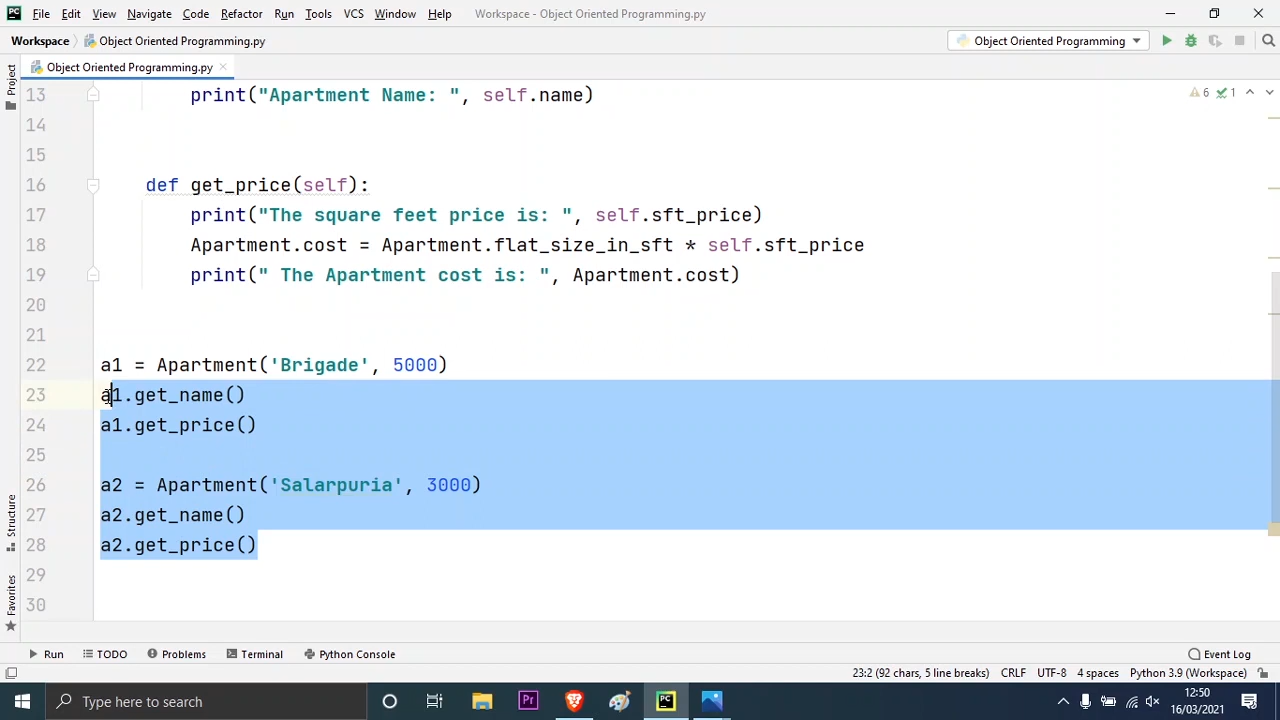 File Edit View Navigate Code Refactor Run Tools VCS Window Help Workspace - Object Oriented Programming.py
Workspace Object Oriented Programming.py Object Oriented Programming
Project
Object Oriented Programming.py
6 1
13 print("Apartment Name: ", self.name)
14
15
16 def get_price(self):
17 print("The square feet price is: ", self.sft_price)
18 Apartment.cost = Apartment.flat_size_in_sft * self.sft_price
19 print(" The Apartment cost is: ", Apartment.cost)
20
21
22 a1 = Apartment('Brigade', 5000)
23 a1.get_name()
24 a1.get_price()
25
26 a2 = Apartment('Salarpuria', 3000)
27 a2.get_name()
28 a2.get_price()
29
30
Structure
Favorites
Run TODO Problems Terminal Python Console Event Log
23:2 (92 chars, 5 line breaks) CRLF UTF-8 4 spaces Python 3.9 (Workspace)
Type here to search
12:50
16/03/2021